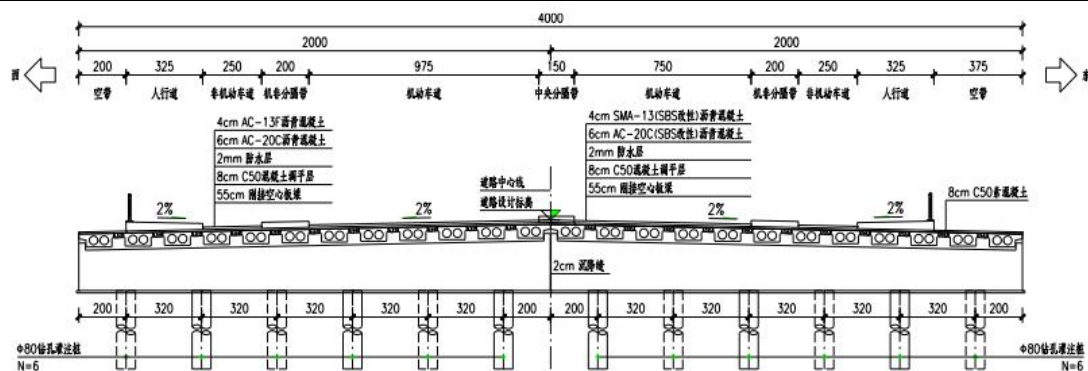 4000
2000 2000
200 325 250 200 975 150 750 200 250 325 375
西 东
空带 人行道 非机动车道 机非分隔带 机动车道 中央分隔带 机动车道 机非分隔带 非机动车道 人行道 空带
4cm AC-13F沥青混凝土
6cm AC-20C沥青混凝土
2mm 防水层
8cm C50混凝土调平层
55cm 刚接空心板梁
4cm SMA-13(SBS改性)沥青混凝土
6cm AC-20C(SBS改性)沥青混凝土
2mm 防水层
8cm C50混凝土调平层
55cm 刚接空心板梁
道路中心线
道路设计标高
8cm C50素混凝土
2% 2% 2% 2%
2cm 沉降缝
200 320 320 320 320 320 200 200 320 320 320 320 320 200
Φ80钻孔灌注桩
N=6
Φ80钻孔灌注桩
N=6